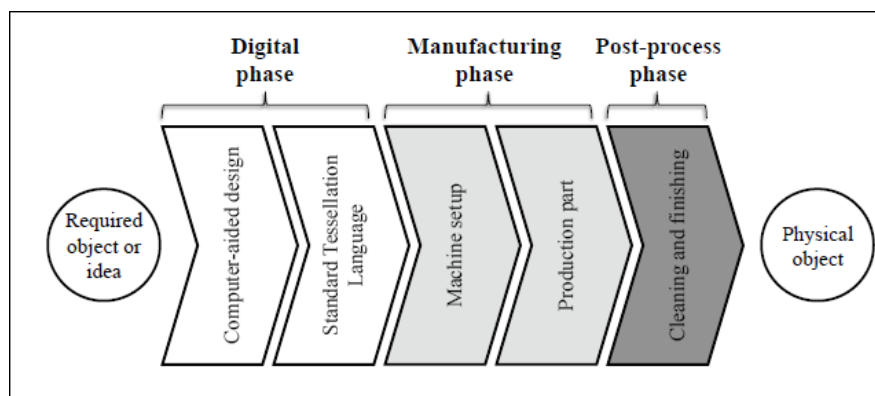 Digital
phase
Manufacturing
phase
Post-process
phase
Required
object or
idea
Computer-aided design
Standard Tessellation
Language
Machine setup
Production part
Cleaning and finishing
Physical
object